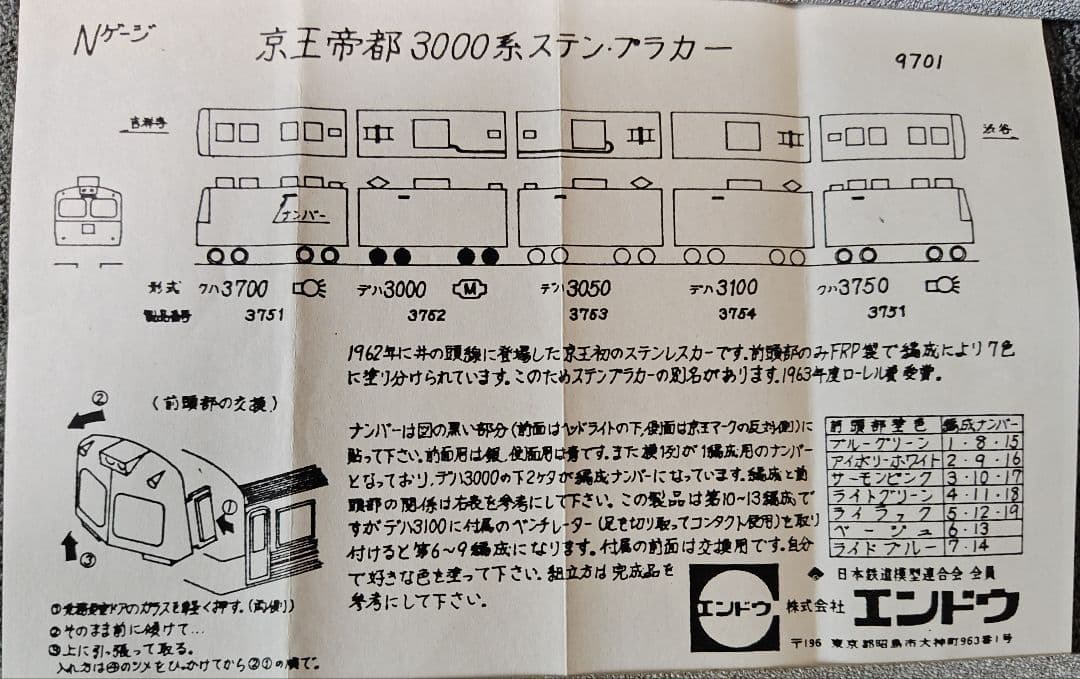 Nゲージ
京王帝都3000系ステン・プラカー
9701
吉祥寺
渋谷
ナンバー
形式 クハ3700 デハ3000 M デハ3050 デハ3100 クハ3750
製品番号 3751 3752 3753 3754 3751
1962年に井の頭線に登場した京王初のステンレスカーです。前頭部のみFRP製で編成により7色
に塗り分けられています。このためステンプラカーの別名があります。1963年度ローレル賞受賞。
(前頭部の交換)
②
①
③
ナンバーは図の黒い部分(前面はヘッドライトの下、側面は京王マークの反対側)に
貼って下さい。前面用は銀、側面用は青です。また横1列が1編成用のナンバー
となっており、デハ3000の下2ケタが編成ナンバーになっています。編成と前
頭部の関係は右表を参考にして下さい。この製品は第10~13編成で
すがデハ3100に付属のベンチレーター(足を切り取ってコンタクト使用)を取り
付けると第6~9編成になります。付属の前面は交換用です。自分
で好きな色を塗って下さい。組立方は完成品を
参考にして下さい。
前頭部塗色 編成ナンバー
ブルーグリーン 1・8・15
アイボリーホワイト 2・9・16
サーモンピンク 3・10・17
ライトグリーン 4・11・18
ライラック 5・12・19
ベージュ 6・13
ライトブルー 7・14
①乗務員室ドアのガラスを軽く押す。(両側)
②そのまま前に傾けて…
③上に引っ張って取る。
入れ方は④のツメをひっかけてから②①の順で。
エンドウ
日本鉄道模型連合会 会員
株式会社 エンドウ
〒196 東京都昭島市大神町963番1号